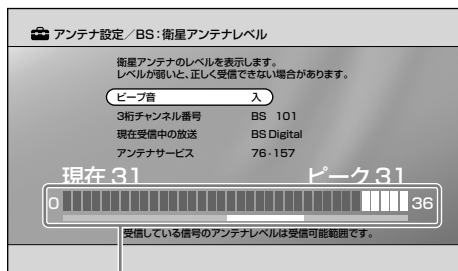 アンテナ設定／BS：衛星アンテナレベル
衛星アンテナのレベルを表示します。
レベルが弱いと、正しく受信できない場合があります。
ビープ音 入
3桁チャンネル番号 BS 101
現在受信中の放送 BS Digital
アンテナサービス 76-157
現在 31 ピーク 31
0 36
受信している信号のアンテナレベルは受信可能範囲です。